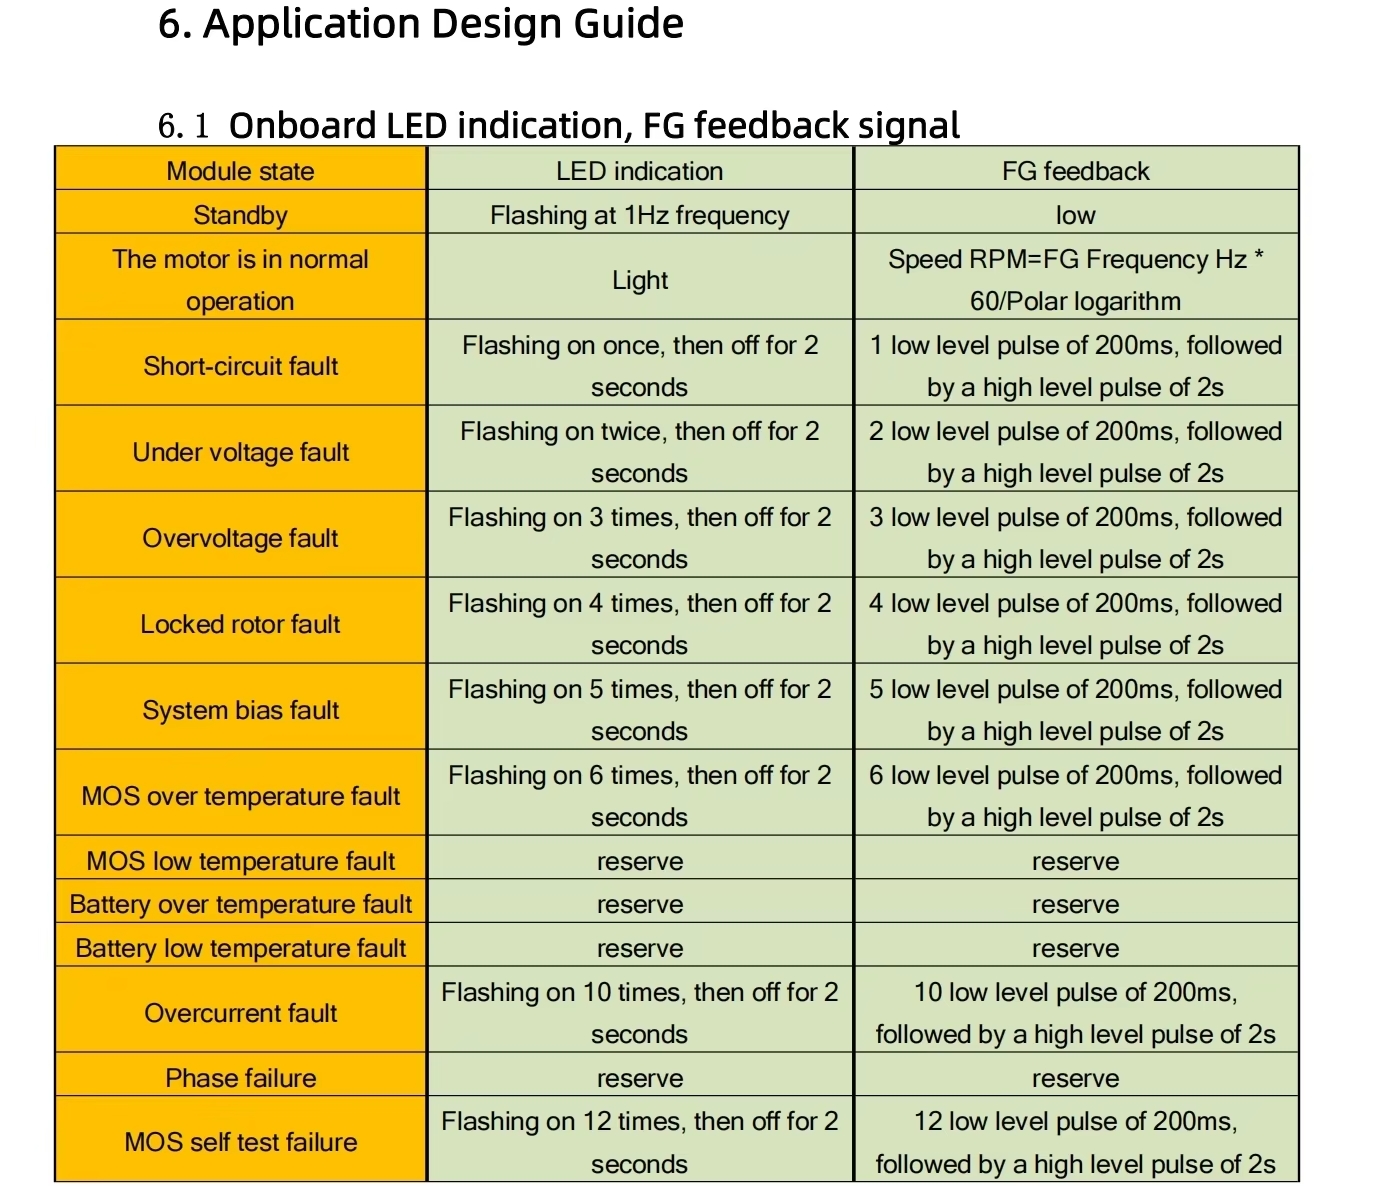 6. Application Design Guide
6.1 Onboard LED indication, FG feedback signal
Module state
LED indication
FG feedback
Standby
Flashing at 1Hz frequency
low
The motor is in normal
operation
Light
Speed RPM=FG Frequency Hz *
60/Polar logarithm
Short-circuit fault
Flashing on once, then off for 2
seconds
1 low level pulse of 200ms, followed
by a high level pulse of 2s
Under voltage fault
Flashing on twice, then off for 2
seconds
2 low level pulse of 200ms, followed
by a high level pulse of 2s
Overvoltage fault
Flashing on 3 times, then off for 2
seconds
3 low level pulse of 200ms, followed
by a high level pulse of 2s
Locked rotor fault
Flashing on 4 times, then off for 2
seconds
4 low level pulse of 200ms, followed
by a high level pulse of 2s
System bias fault
Flashing on 5 times, then off for 2
seconds
5 low level pulse of 200ms, followed
by a high level pulse of 2s
MOS over temperature fault
Flashing on 6 times, then off for 2
seconds
6 low level pulse of 200ms, followed
by a high level pulse of 2s
MOS low temperature fault
reserve
reserve
Battery over temperature fault
reserve
reserve
Battery low temperature fault
reserve
reserve
Overcurrent fault
Flashing on 10 times, then off for 2
seconds
10 low level pulse of 200ms,
followed by a high level pulse of 2s
Phase failure
reserve
reserve
MOS self test failure
Flashing on 12 times, then off for 2
seconds
12 low level pulse of 200ms,
followed by a high level pulse of 2s